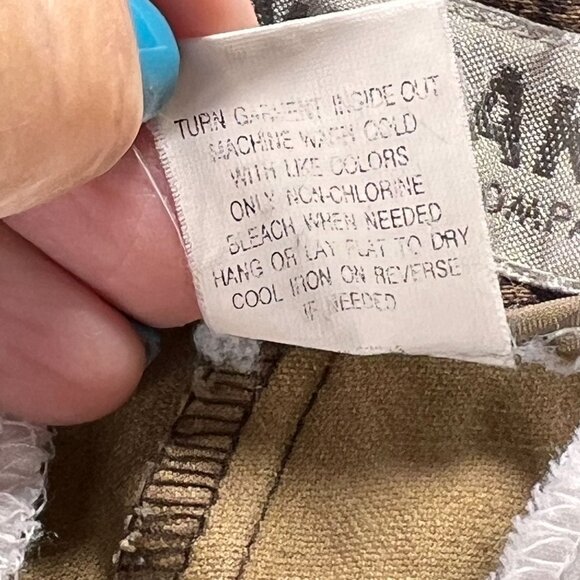 TURN GARMENT INSIDE OUT
MACHINE WASH COLD
WITH LIKE COLORS
ONLY NON-CHLORINE
BLEACH WHEN NEEDED
HANG OR LAY FLAT TO DRY
COOL IRON ON REVERSE
IF NEEDED